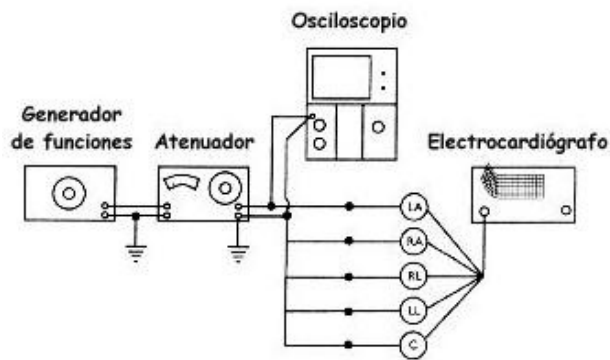 Osciloscopio
Generador
de funciones
Atenuador
Electrocardiógrafo
LA
RA
RL
LL
C